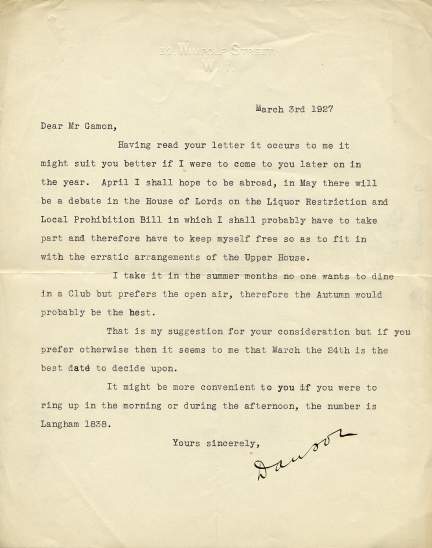 WIMPOLE STREET
W
March 3rd 1927
Dear Mr Gamon,
Having read your letter it occurs to me it
might suit you better if I were to come to you later on in
the year. April I shall hope to be abroad, in May there will
be a debate in the House of Lords on the Liquor Restriction and
Local Prohibition Bill in which I shall probably have to take
part and therefore have to keep myself free so as to fit in
with the erratic arrangements of the Upper House.
I take it in the summer months no one wants to dine
in a Club but prefers the open air, therefore the Autumn would
probably be the best.
That is my suggestion for your consideration but if you
prefer otherwise then it seems to me that March the 24th is the
best date to decide upon.
It might be more convenient to you if you were to
ring up in the morning or during the afternoon, the number is
Langham 1838.
Yours sincerely,
Dawson